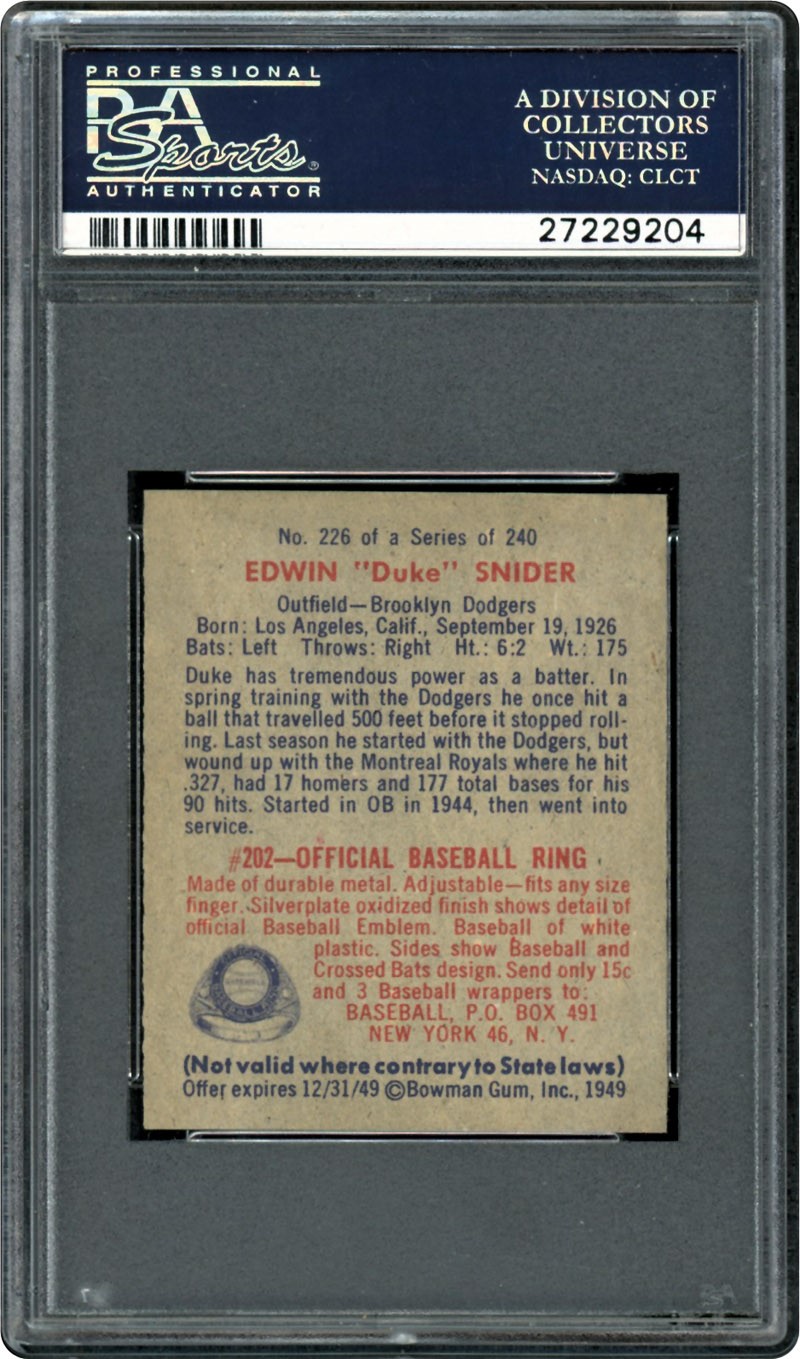 PROFESSIONAL
PSA
Sports®
AUTHENTICATOR
A DIVISION OF
COLLECTORS
UNIVERSE
NASDAQ: CLCT
27229204
No. 226 of a Series of 240
EDWIN "Duke" SNIDER
Outfield—Brooklyn Dodgers
Born: Los Angeles, Calif., September 19, 1926
Bats: Left Throws: Right Ht.: 6:2 Wt.: 175
Duke has tremendous power as a batter. In
spring training with the Dodgers he once hit a
ball that travelled 500 feet before it stopped roll-
ing. Last season he started with the Dodgers, but
wound up with the Montreal Royals where he hit
.327, had 17 homers and 177 total bases for his
90 hits. Started in OB in 1944, then went into
service.
#202—OFFICIAL BASEBALL RING
Made of durable metal. Adjustable—fits any size
finger. Silverplate oxidized finish shows detail of
official Baseball Emblem. Baseball of white
plastic. Sides show Baseball and
Crossed Bats design. Send only 15c
and 3 Baseball wrappers to:
BASEBALL, P.O. BOX 491
NEW YORK 46, N. Y.
(Not valid where contrary to State laws)
Offer expires 12/31/49 ©Bowman Gum, Inc., 1949